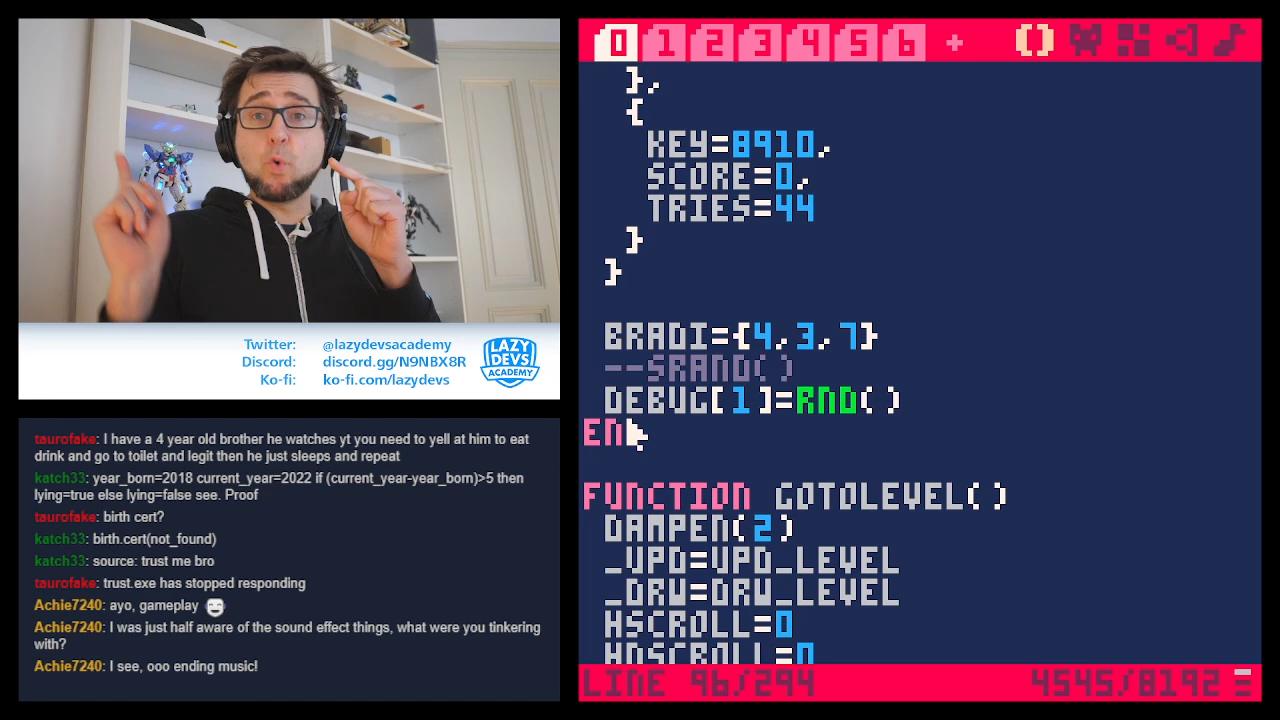 Twitter: @lazydevsacademy
Discord: discord.gg/N9NBX8R
Ko-fi: ko-fi.com/lazydevs
LAZY
DEVS
ACADEMY
taurofake: I have a 4 year old brother he watches yt you need to yell at him to eat
drink and go to toilet and legit then he just sleeps and repeat
katch33: year_born=2018 current_year=2022 if (current_year-year_born)>5 then
lying=true else lying=false see. Proof
taurofake: birth cert?
katch33: birth.cert(not_found)
katch33: source: trust me bro
taurofake: trust.exe has stopped responding
Achie7240: ayo, gameplay
Achie7240: I was just half aware of the sound effect things, what were you tinkering
with?
Achie7240: I see, ooo ending music!
0 1 2 3 4 5 6 +
},
{
KEY=8910,
SCORE=0,
TRIES=44
}
}
BRADI={4,3,7}
--SRAND()
DEBUG[1]=RND()
EN
FUNCTION GOTOLEVEL()
DAMPEN(2)
_UPD=UPD_LEVEL
_DRW=DRW_LEVEL
HSCROLL=0
HDSCROLL=0
LINE 96/294 4545/8192